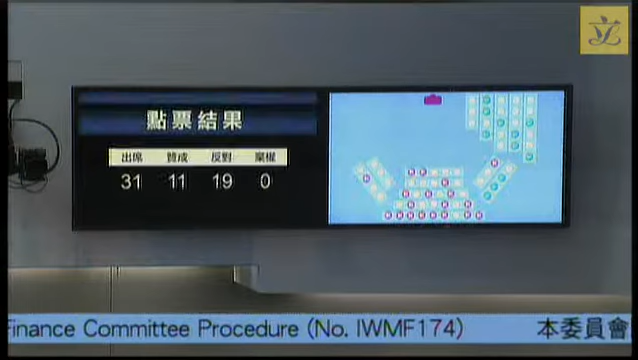 立
點票結果
出席 贊成 反對 棄權
31 11 19 0
Finance Committee Procedure (No. IWMF174) 本委員會